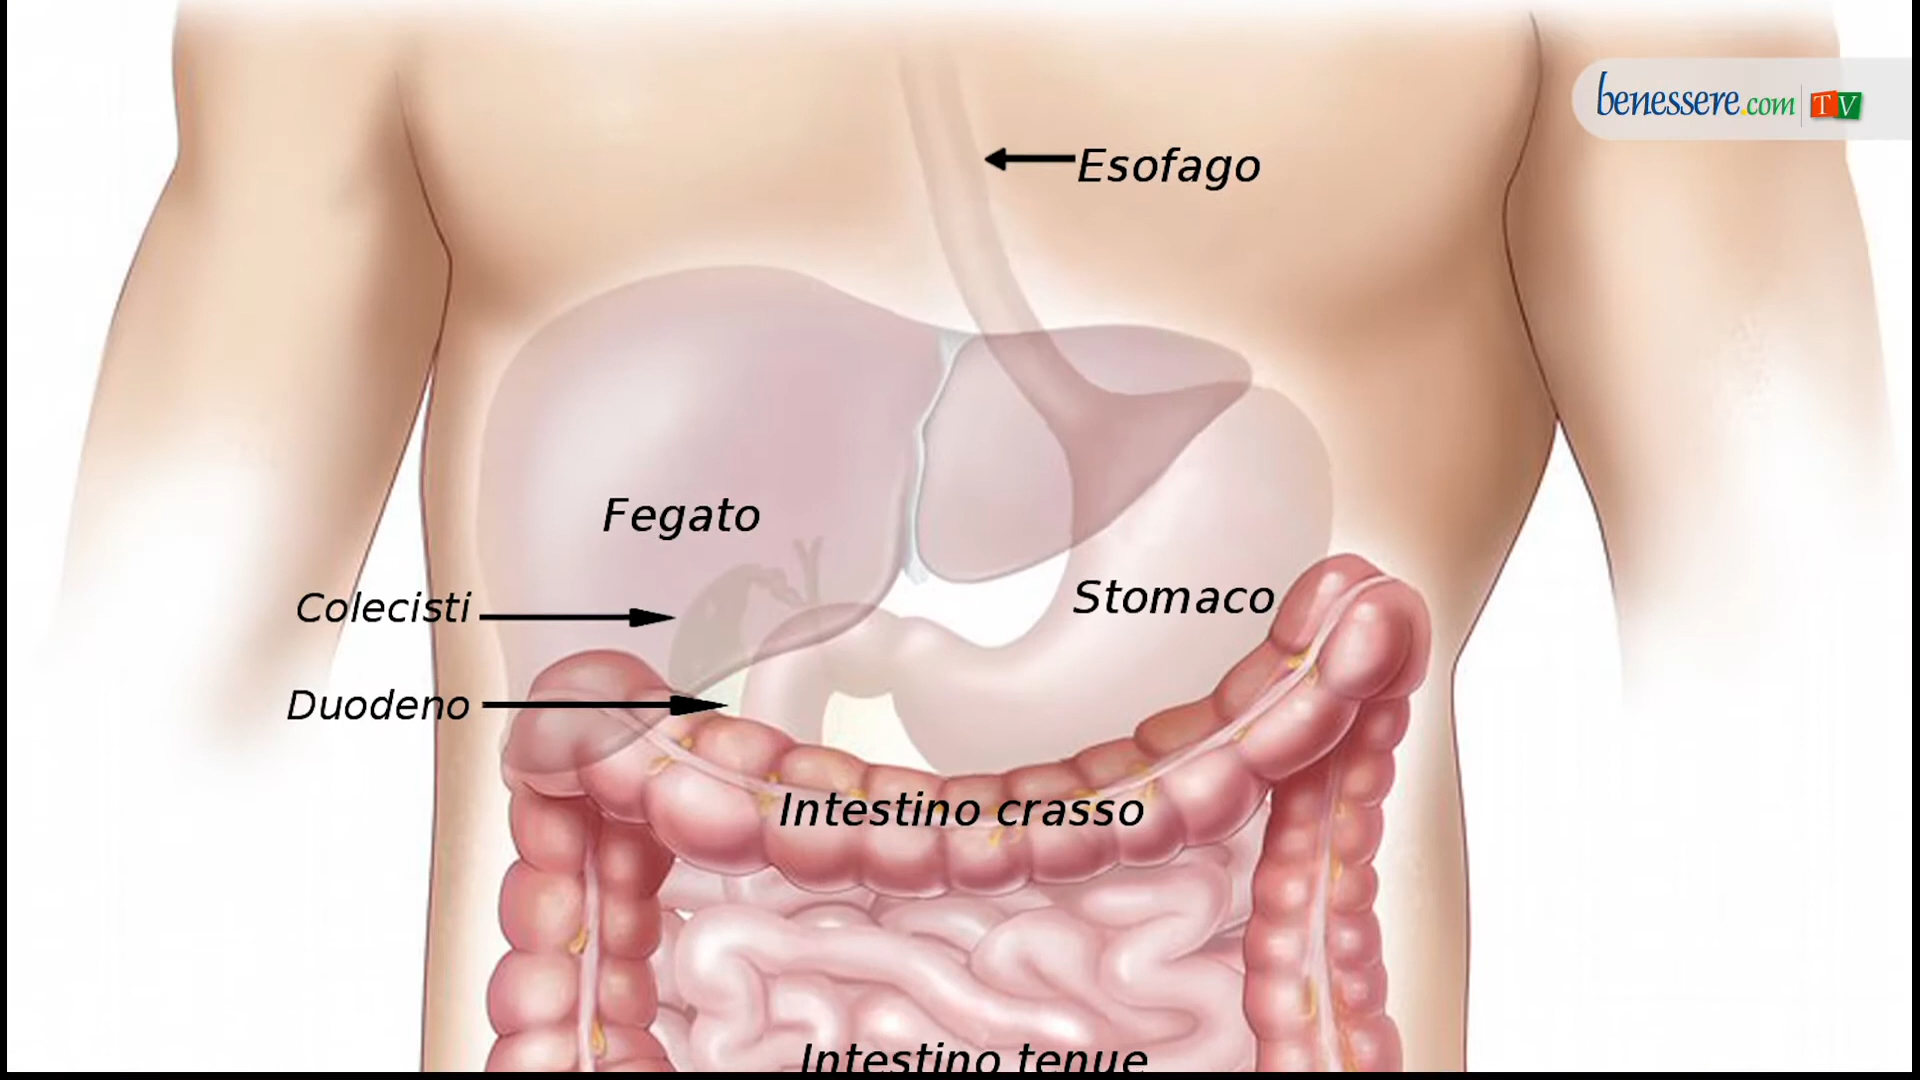 benessere.com TV
Esofago
Fegato
Stomaco
Colecisti
Duodeno
Intestino crasso
Intestino tenue